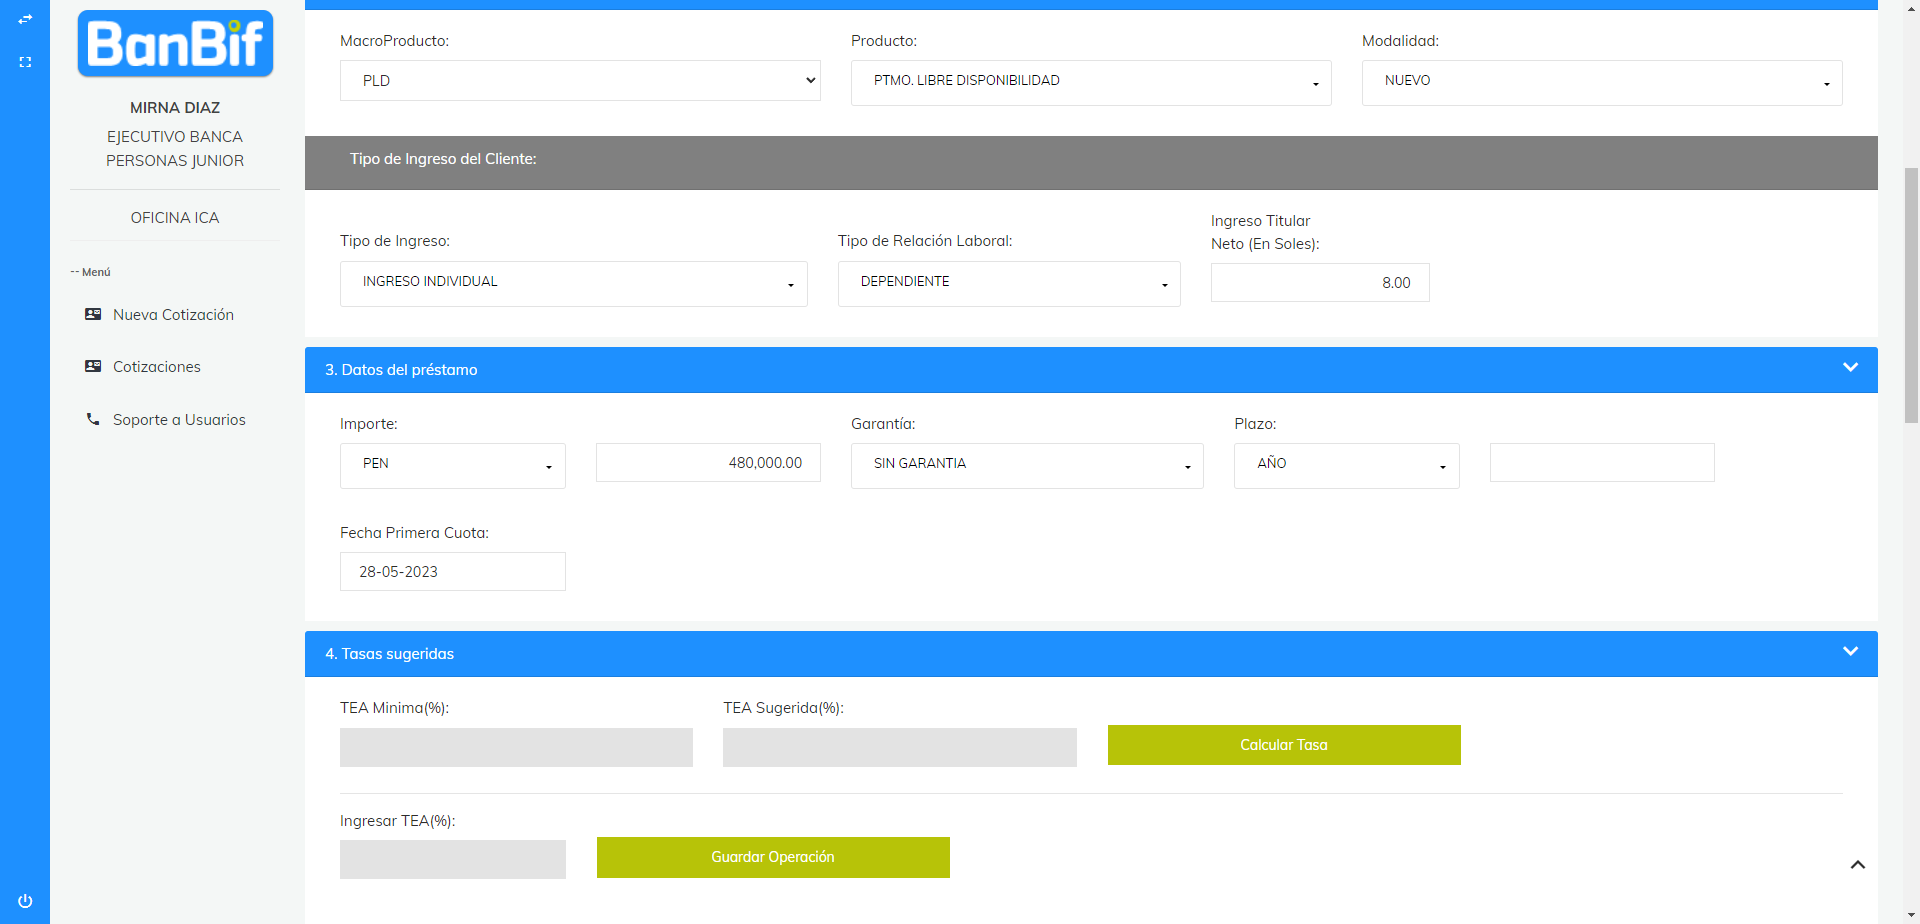 BanBif
MIRNA DIAZ
EJECUTIVO BANCA
PERSONAS JUNIOR
OFICINA ICA
-- Menú
Nueva Cotización
Cotizaciones
Soporte a Usuarios
MacroProducto:
Producto:
Modalidad:
PLD
PTMO. LIBRE DISPONIBILIDAD
NUEVO
Tipo de Ingreso del Cliente:
Tipo de Ingreso:
Tipo de Relación Laboral:
Ingreso Titular
Neto (En Soles):
INGRESO INDIVIDUAL
DEPENDIENTE
8.00
3. Datos del préstamo
Importe:
Garantía:
Plazo:
PEN
480,000.00
SIN GARANTIA
AÑO
Fecha Primera Cuota:
28-05-2023
4. Tasas sugeridas
TEA Minima(%):
TEA Sugerida(%):
Calcular Tasa
Ingresar TEA(%):
Guardar Operación